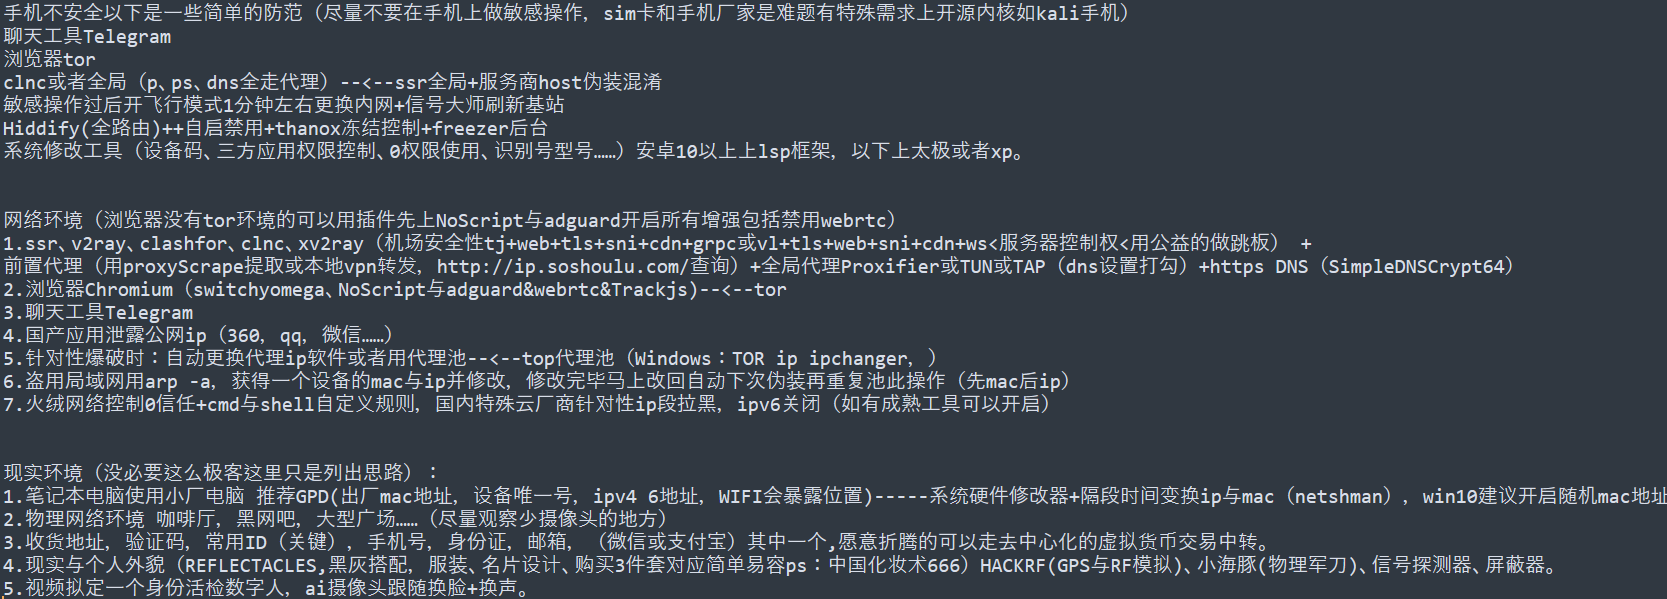 手机不安全以下是一些简单的防范（尽量不要在手机上做敏感操作，sim卡和手机厂家是难题有特殊需求上开源内核如kali手机）
聊天工具Telegram
浏览器tor
clnc或者全局（p、ps、dns全走代理）--<--ssr全局+服务商host伪装混淆
敏感操作过后开飞行模式1分钟左右更换内网+信号大师刷新基站
Hiddify(全路由)++自启禁用+thanox冻结控制+freezer后台
系统修改工具（设备码、三方应用权限控制、0权限使用、识别号型号……）安卓10以上上lsp框架，以下上太极或者xp。
网络环境（浏览器没有tor环境的可以用插件先上NoScript与adguard开启所有增强包括禁用webrtc）
1.ssr、v2ray、clashfor、clnc、xv2ray（机场安全性tj+web+tls+sni+cdn+grpc或vl+tls+web+sni+cdn+ws<服务器控制权<用公益的做跳板） +
前置代理（用proxyScrape提取或本地vpn转发，http://ip.soshoulu.com/查询）+全局代理Proxifier或TUN或TAP（dns设置打勾）+https DNS（SimpleDNSCrypt64）
2.浏览器Chromium（switchyomega、NoScript与adguard&webrtc&Trackjs)--<--tor
3.聊天工具Telegram
4.国产应用泄露公网ip（360，qq，微信……）
5.针对性爆破时：自动更换代理ip软件或者用代理池--<--top代理池（Windows：TOR ip ipchanger，）
6.盗用局域网用arp -a，获得一个设备的mac与ip并修改，修改完毕马上改回自动下次伪装再重复池此操作（先mac后ip）
7.火绒网络控制0信任+cmd与shell自定义规则，国内特殊云厂商针对性ip段拉黑，ipv6关闭（如有成熟工具可以开启）
现实环境（没必要这么极客这里只是列出思路）：
1.笔记本电脑使用小厂电脑 推荐GPD(出厂mac地址，设备唯一号，ipv4 6地址，WIFI会暴露位置)-----系统硬件修改器+隔段时间变换ip与mac（netshman），win10建议开启随机mac地址
2.物理网络环境 咖啡厅，黑网吧，大型广场……（尽量观察少摄像头的地方）
3.收货地址，验证码，常用ID（关键），手机号，身份证，邮箱，（微信或支付宝）其中一个,愿意折腾的可以走去中心化的虚拟货币交易中转。
4.现实与个人外貌（REFLECTACLES,黑灰搭配，服装、名片设计、购买3件套对应简单易容ps：中国化妆术666）HACKRF(GPS与RF模拟)、小海豚(物理军刀)、信号探测器、屏蔽器。
5.视频拟定一个身份活检数字人，ai摄像头跟随换脸+换声。